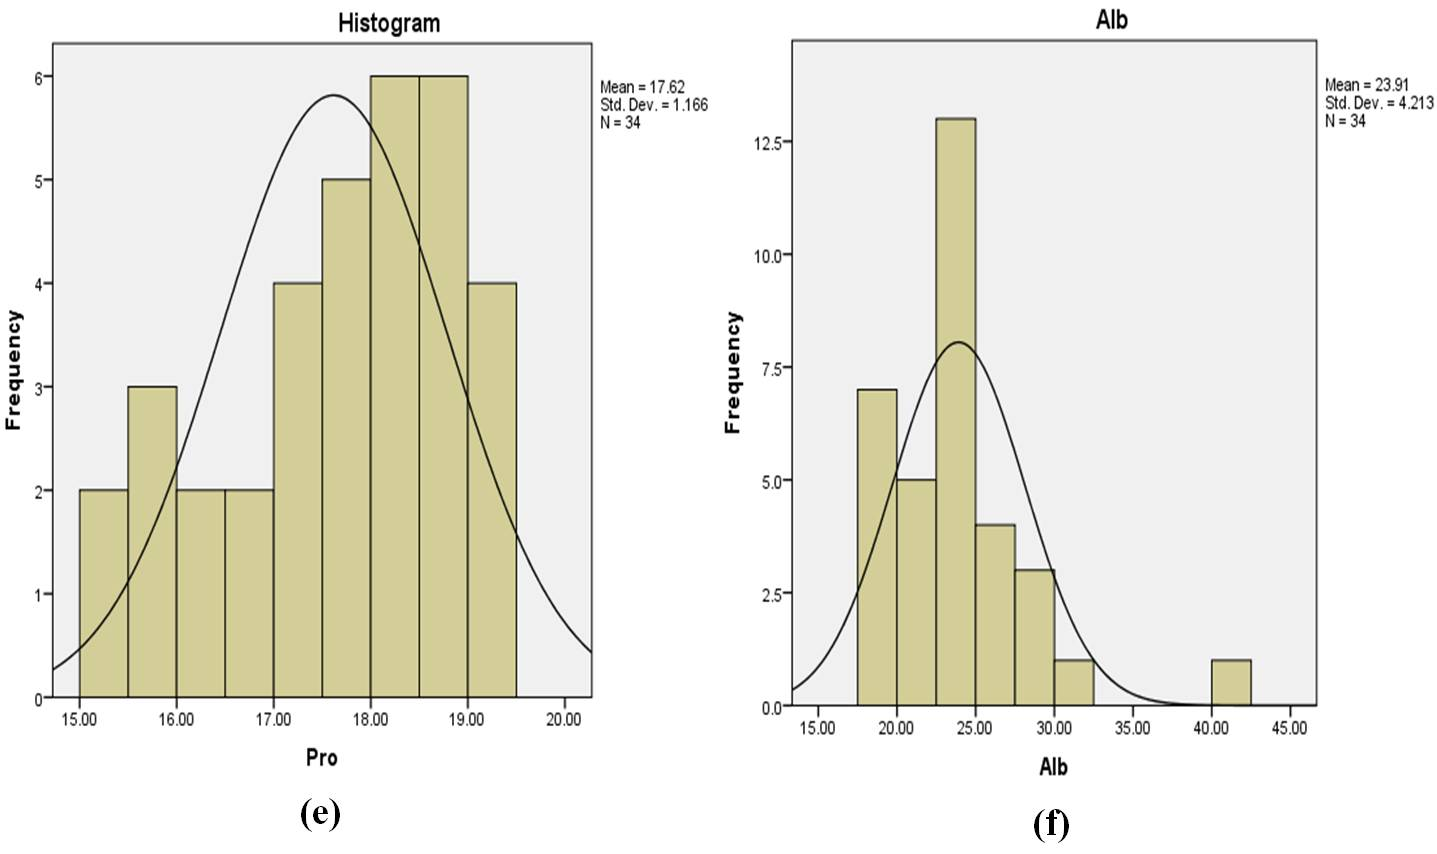 Histogram
Mean = 17.62
Std. Dev. = 1.166
N = 34
6
5
4
3
2
1
0
Frequency
15.00 16.00 17.00 18.00 19.00 20.00
Pro
(e)
Alb
Mean = 23.91
Std. Dev. = 4.213
N = 34
12.5
10.0
7.5
5.0
2.5
0.0
Frequency
15.00 20.00 25.00 30.00 35.00 40.00 45.00
Alb
(f)